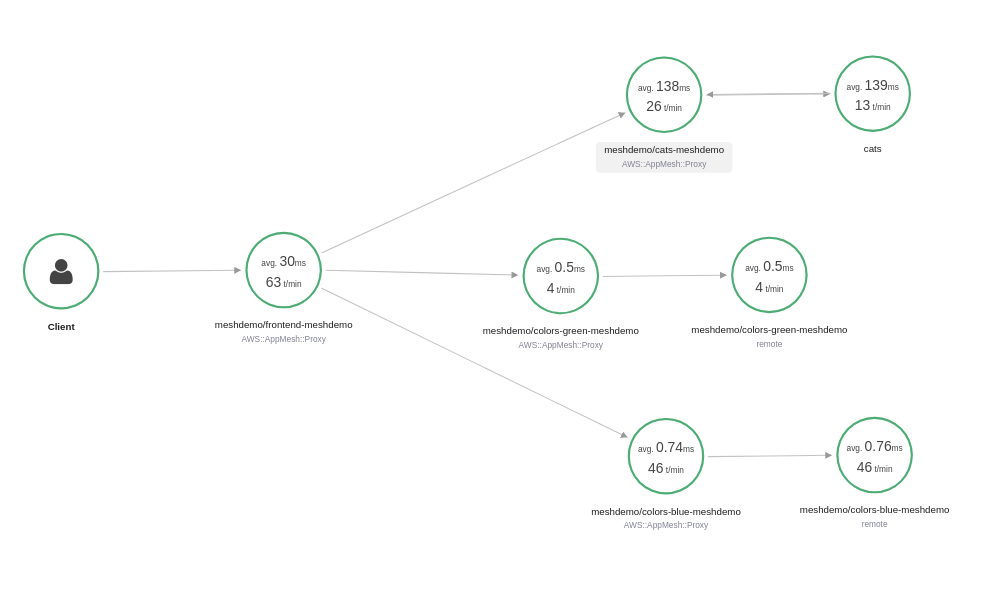 avg. 138ms
26 t/min
meshdemo/cats-meshdemo
AWS::AppMesh::Proxy
avg. 139ms
13 t/min
cats
Client
avg. 30ms
63 t/min
meshdemo/frontend-meshdemo
AWS::AppMesh::Proxy
avg. 0.5ms
4 t/min
meshdemo/colors-green-meshdemo
AWS::AppMesh::Proxy
avg. 0.5ms
4 t/min
meshdemo/colors-green-meshdemo
remote
avg. 0.74ms
46 t/min
meshdemo/colors-blue-meshdemo
AWS::AppMesh::Proxy
avg. 0.76ms
46 t/min
meshdemo/colors-blue-meshdemo
remote